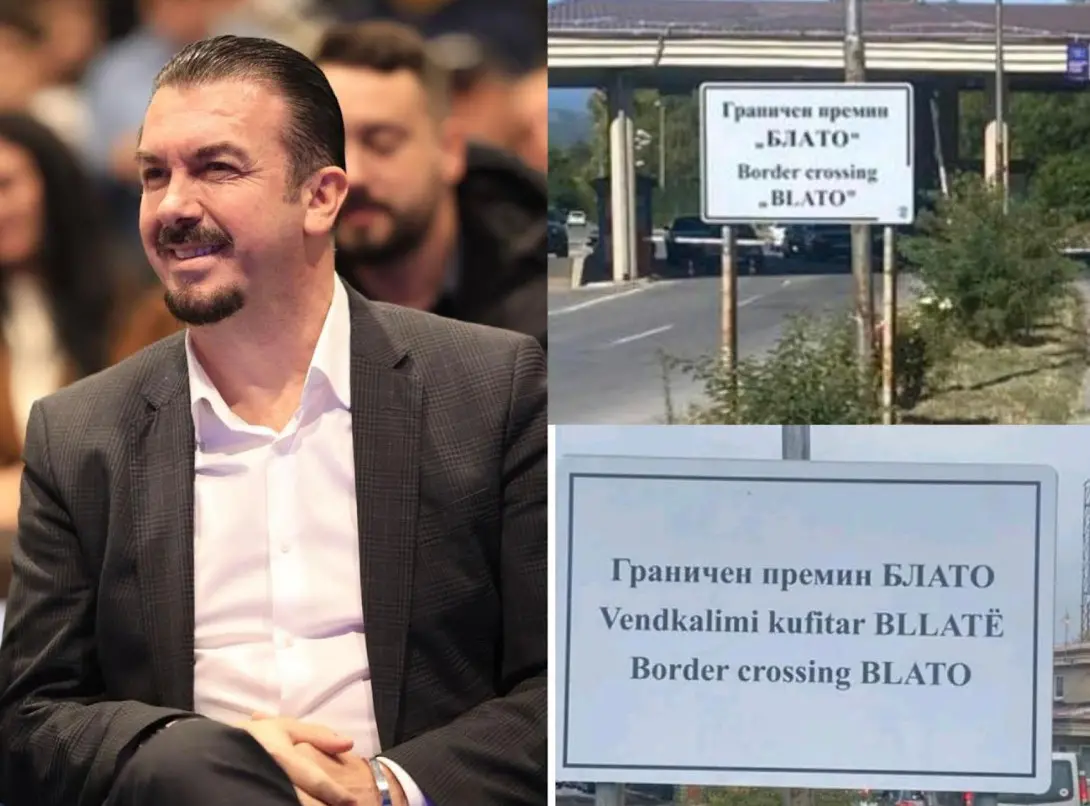 Граничен премин
„БЛАТО"
Border crossing
„BLATO"
Граничен премин БЛАТО
Vendkalimi kufitar BLLATË
Border crossing BLATO